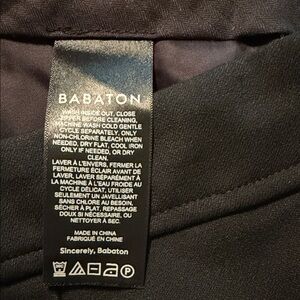 BABATON
WASH INSIDE OUT, CLOSE
ZIPPER BEFORE CLEANING,
MACHINE WASH COLD GENTLE
CYCLE SEPARATELY, ONLY
NON-CHLORINE BLEACH WHEN
NEEDED, DRY FLAT, COOL IRON
ONLY IF NEEDED, OR DRY
CLEAN.
LAVER À L'ENVERS, FERMER LA
FERMETURE ÉCLAIR AVANT DE
LAVER, LAVER SÉPARÉMENT À
LA MACHINE À L'EAU FROIDE AU
CYCLE DÉLICAT, UTILISER
SEULEMENT UN JAVELLISANT
SANS CHLORE AU BESOIN,
SÉCHER À PLAT, REPASSAGE
DOUX SI NÉCESSAIRE, OU
NETTOYER À SEC.
MADE IN CHINA
FABRIQUÉ EN CHINE
Sincerely, Babaton